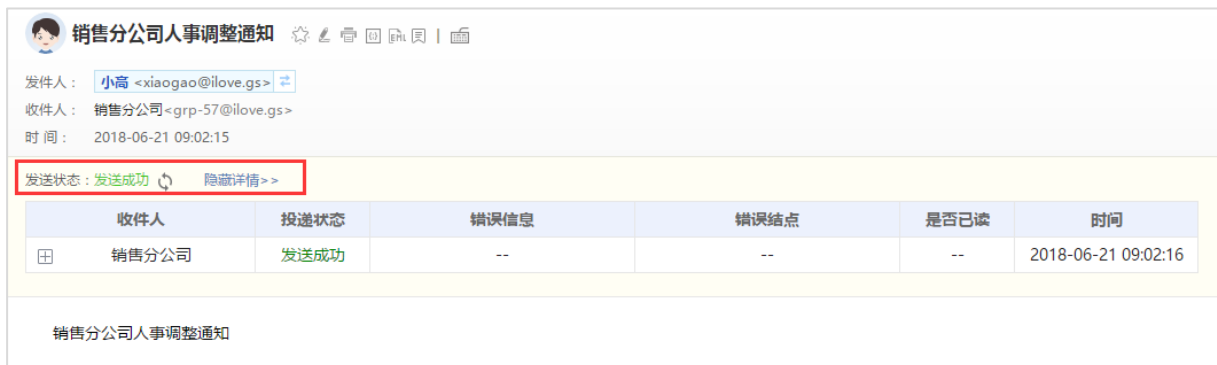 销售分公司人事调整通知
发件人： 小高 <xiaogao@ilove.gs>
收件人： 销售分公司<grp-57@ilove.gs>
时 间： 2018-06-21 09:02:15
发送状态：发送成功 隐藏详情>>
收件人 投递状态 错误信息 错误结点 是否已读 时间
销售分公司 发送成功 -- -- -- 2018-06-21 09:02:16
销售分公司人事调整通知